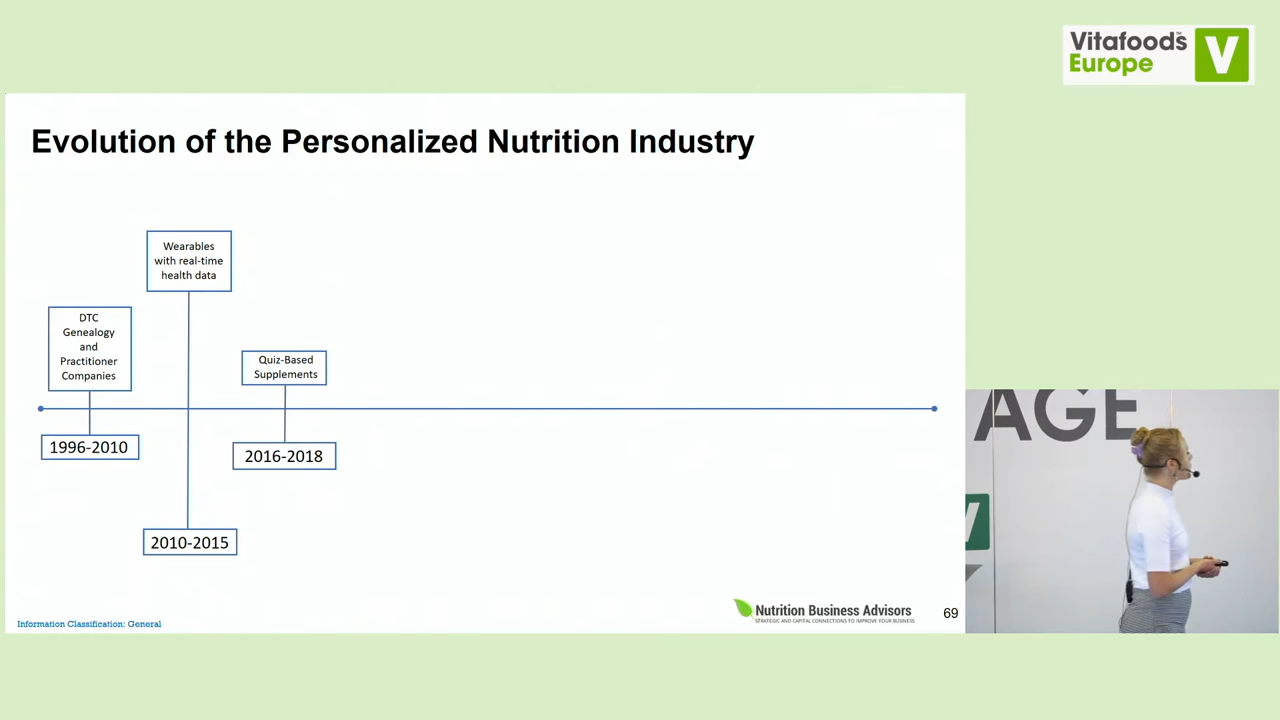 Vitafoods
Europe
V
Evolution of the Personalized Nutrition Industry
Wearables
with real-time
health data
DTC
Genealogy
and
Practitioner
Companies
Quiz-Based
Supplements
1996-2010
2016-2018
2010-2015
Information Classification: General
Nutrition Business Advisors
STRATEGIC AND CAPITAL CONNECTIONS TO IMPROVE YOUR BUSINESS
69
AGE
V